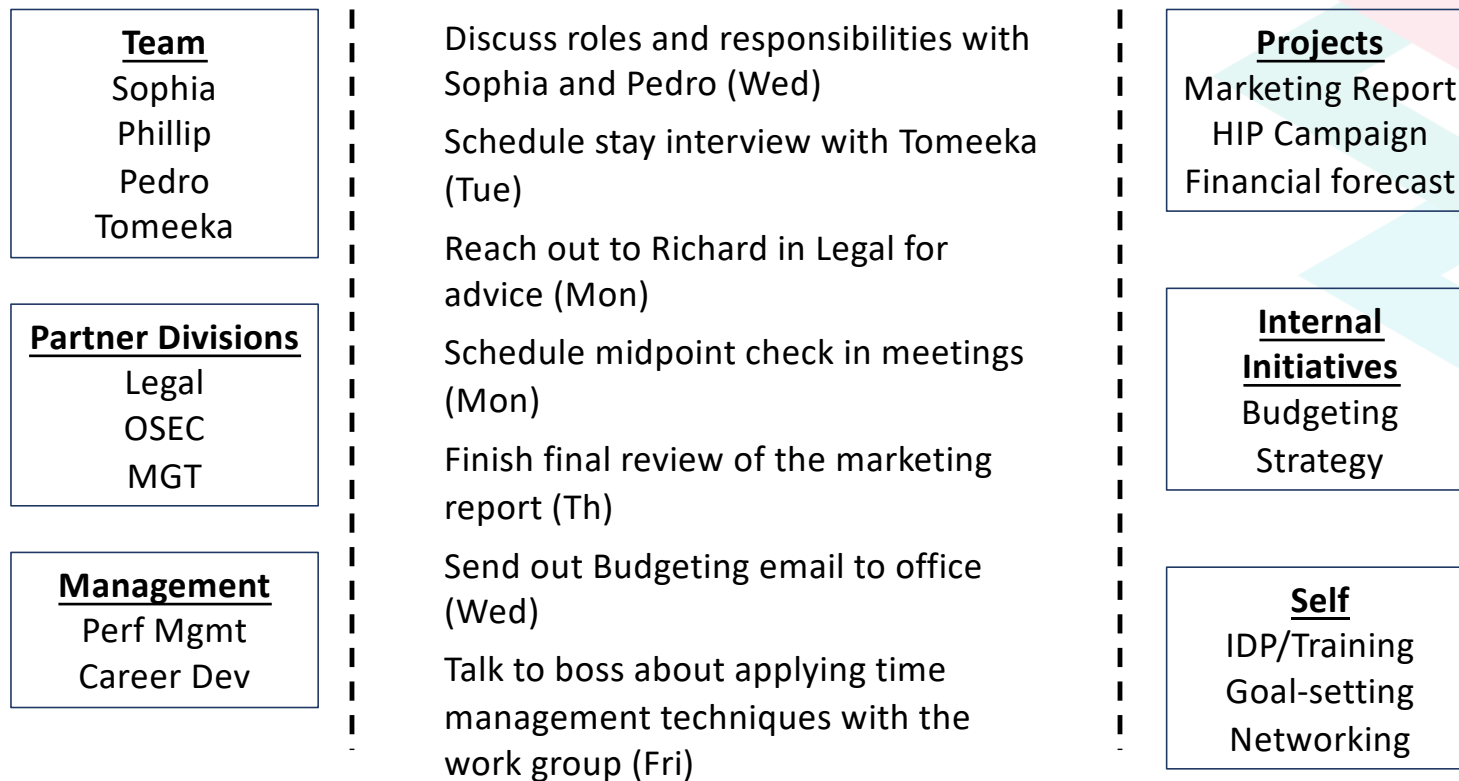 Team
Sophia
Phillip
Pedro
Tomeeka
Partner Divisions
Legal
OSEC
MGT
Management
Perf Mgmt
Career Dev
Discuss roles and responsibilities with
Sophia and Pedro (Wed)
Schedule stay interview with Tomeeka
(Tue)
Reach out to Richard in Legal for
advice (Mon)
Schedule midpoint check in meetings
(Mon)
Finish final review of the marketing
report (Th)
Send out Budgeting email to office
(Wed)
Talk to boss about applying time
management techniques with the
work group (Fri)
Projects
Marketing Report
HIP Campaign
Financial forecast
Internal
Initiatives
Budgeting
Strategy
Self
IDP/Training
Goal-setting
Networking